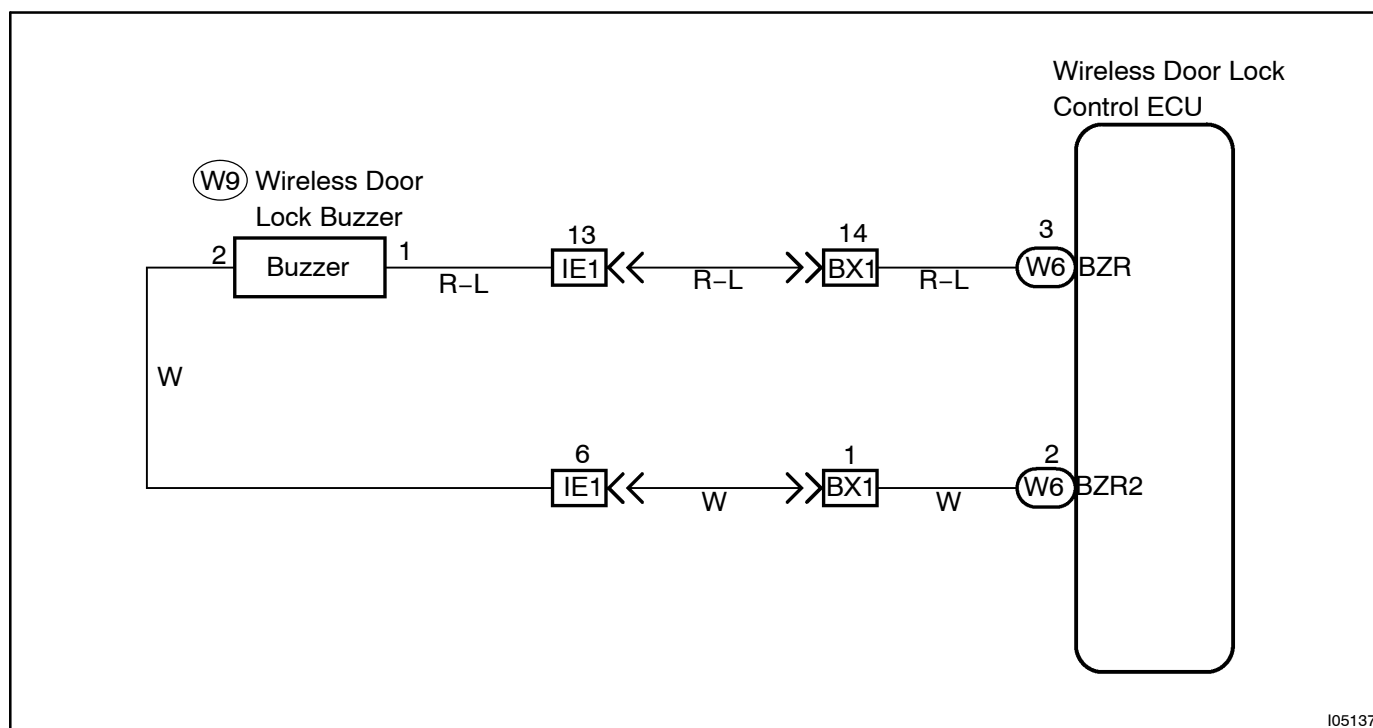 Wireless Door Lock
Control ECU
W9 Wireless Door
Lock Buzzer
2 Buzzer 1
R–L
13
IE1
R–L
14
BX1
R–L
3
W6 BZR
W
6
IE1
W
1
BX1
W
2
W6 BZR2
I05137